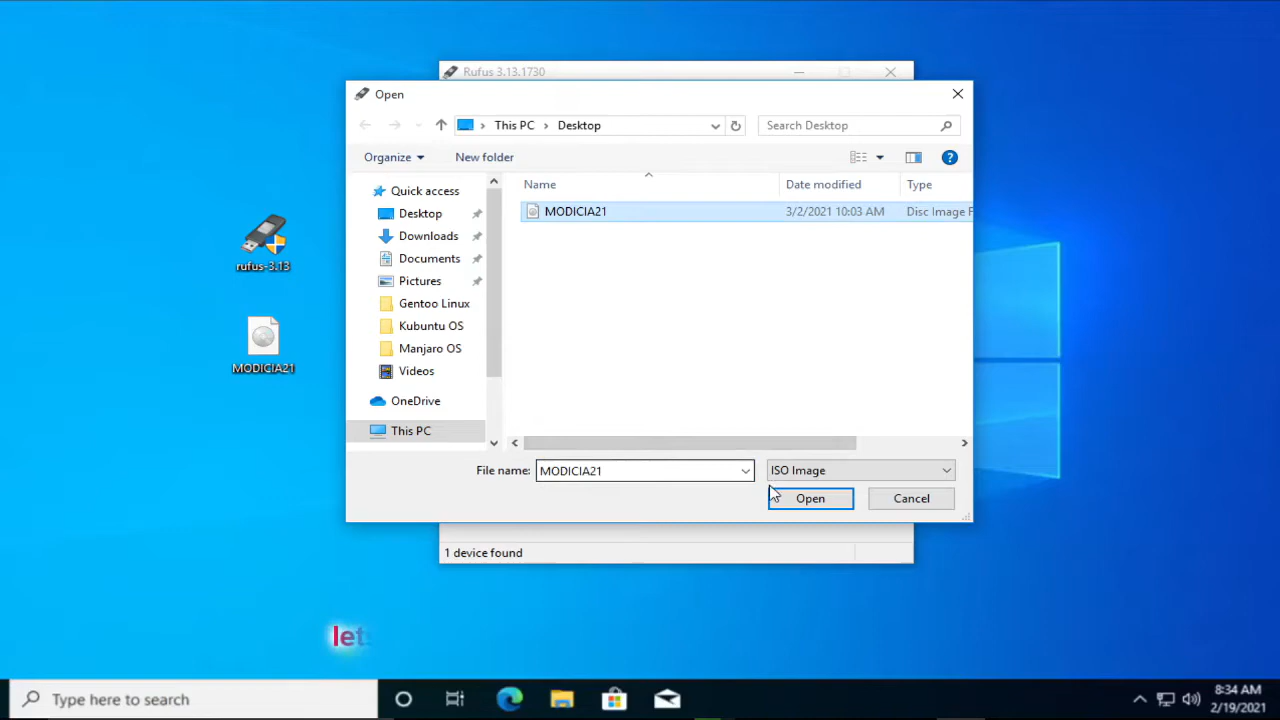 Rufus 3.13.1730
Open
This PC
Desktop
Search Desktop
Organize
New folder
Name
Date modified
Type
Quick access
Desktop
Downloads
Documents
Pictures
Gentoo Linux
Kubuntu OS
Manjaro OS
Videos
OneDrive
This PC
MODICIA21
3/2/2021 10:03 AM
Disc Image F
File name:
MODICIA21
ISO Image
Open
Cancel
1 device found
rufus-3.13
MODICIA21
lets
Type here to search
8:34 AM
2/19/2021